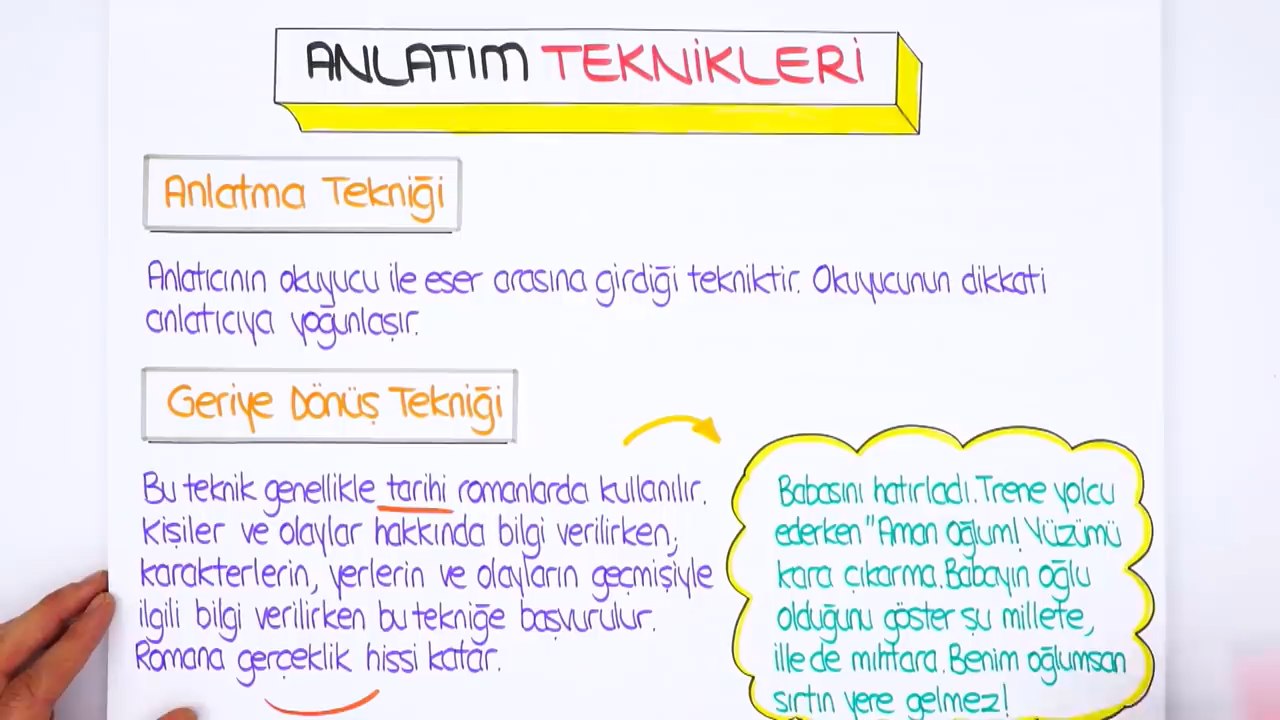 ANLATIM TEKNİKLERİ
Anlatma Tekniği
Anlatıcının okuyucu ile eser arasına girdiği tekniktir. Okuyucunun dikkati
anlatıcıya yoğunlaşır.
Geriye Dönüş Tekniği
Bu teknik genellikle tarihi romanlarda kullanılır.
Kişiler ve olaylar hakkında bilgi verilirken;
karakterlerin, yerlerin ve olayların geçmişiyle
ilgili bilgi verilirken bu tekniğe başvurulur.
Romana gerçeklik hissi katar.
Babasını hatırladı. Trene yolcu
ederken "Aman Oğlum! Yüzümü
kara çıkarma. Babayın oğlu
olduğunu göster şu millete,
ille de mıhtara. Benim oğlumsan
sırtın yere gelmez!